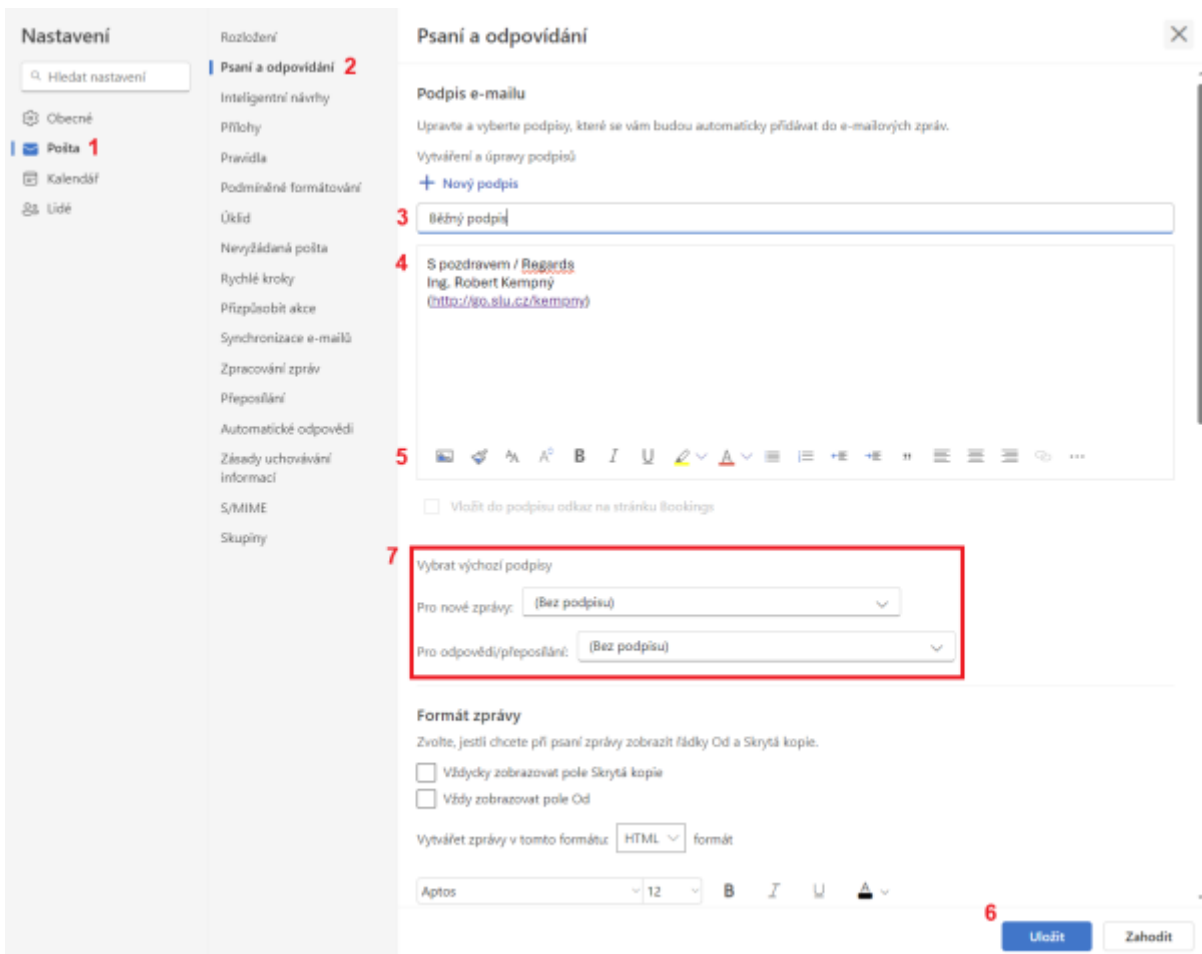 Nastavení
Hledat nastavení
Obecné
Pošta 1
Kalendář
Lidé
Rozložení
Psaní a odpovídání 2
Inteligentní návrhy
Přílohy
Pravidla
Podmíněné formátování
Úklid
Nevyžádaná pošta
Rychlé kroky
Přizpůsobit akce
Synchronizace e-mailů
Zpracování zpráv
Přeposílání
Automatické odpovědi
Zásady uchovávání
informací
S/MIME
Skupiny
Psaní a odpovídání
Podpis e-mailu
Upravte a vyberte podpisy, které se vám budou automaticky přidávat do e-mailových zpráv.
Vytváření a úpravy podpisů
Nový podpis
3 Běžný podpis
4 S pozdravem / Regards
Ing. Robert Kempný
(http://go.slu.cz/kempny)
5
Vložit do podpisu odkaz na stránku Bookings
7
Vybrat výchozí podpisy
Pro nové zprávy: (Bez podpisu)
Pro odpovědi/přeposílání: (Bez podpisu)
Formát zprávy
Zvolte, jestli chcete při psaní zprávy zobrazit řádky Od a Skrytá kopie.
Vždycky zobrazovat pole Skrytá kopie
Vždy zobrazovat pole Od
Vytvářet zprávy v tomto formátu: HTML formát
Aptos 12 B I U A
6
Uložit Zahodit